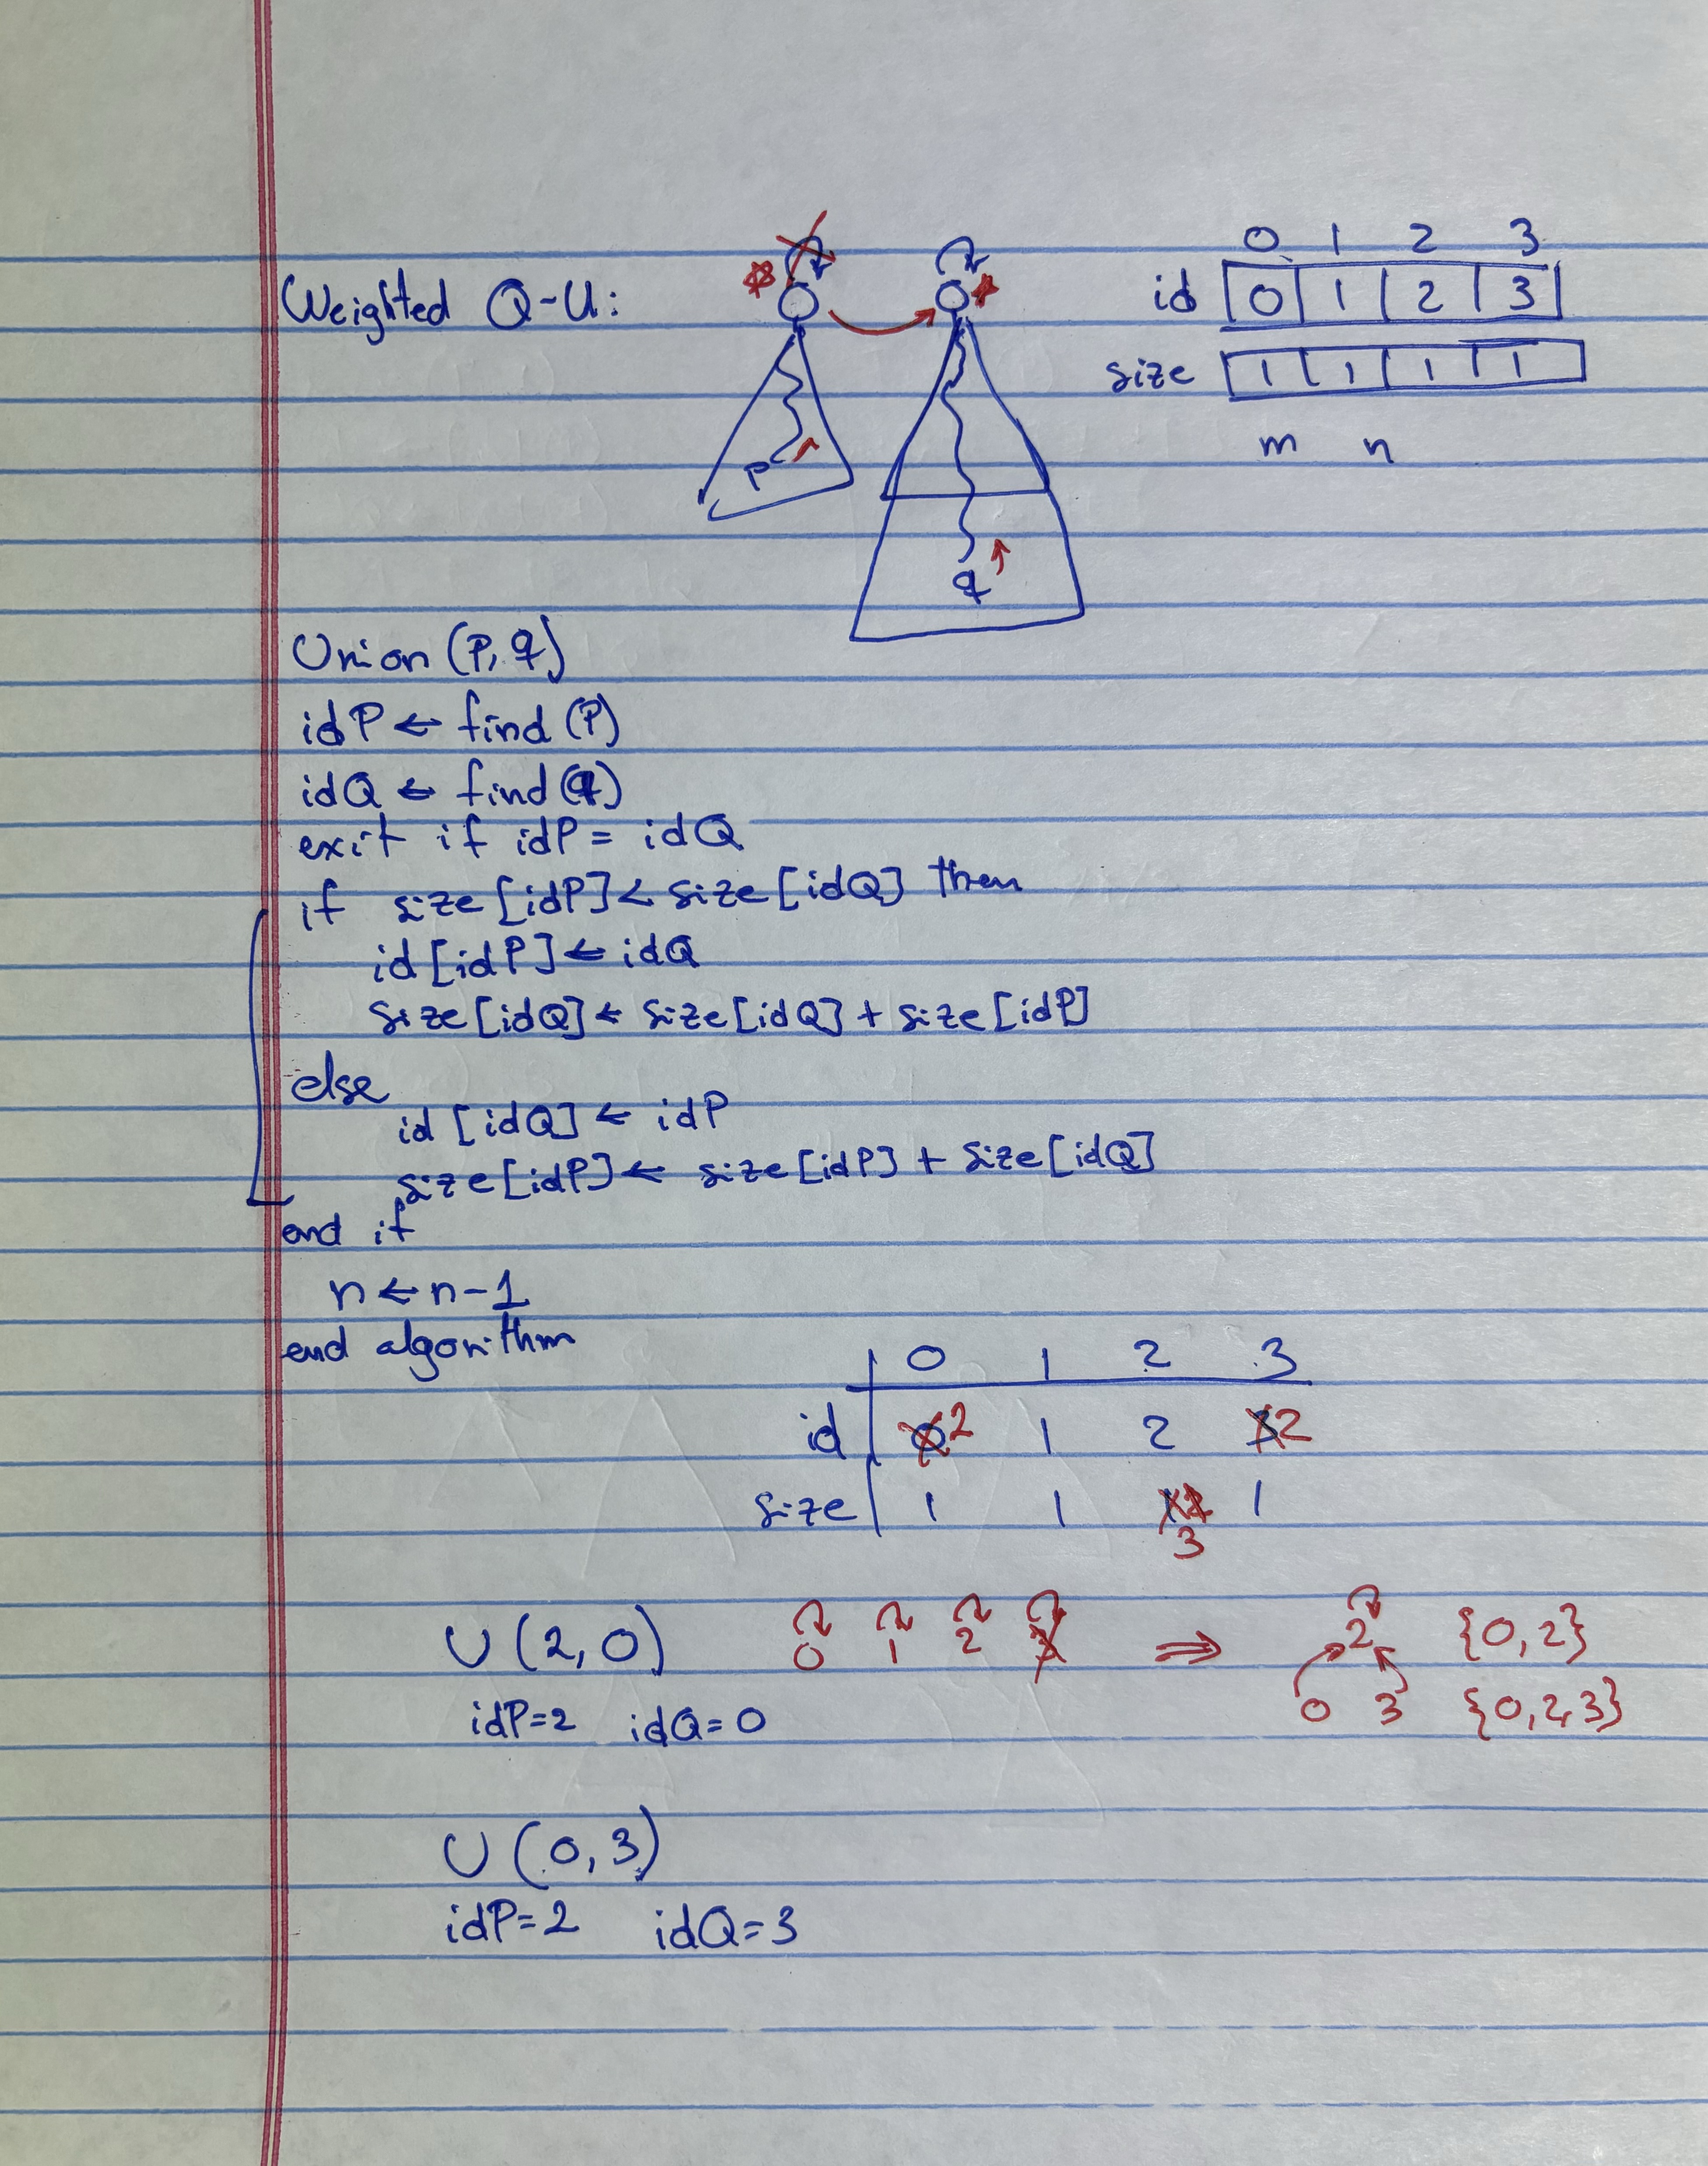 0 1 2 3
Weighted Q-U: id 0 1 2 3
size 1 1 1 1
m n
P
q
Union (P, q)
idP ← find (P)
idQ ← find (q)
exit if idP = idQ
if size [idP] < size [idQ] then
id [idP] ← idQ
size [idQ] ← size [idQ] + size [idP]
else
id [idQ] ← idP
size [idP] ← size [idP] + size [idQ]
end if
n ← n-1
end algorithm
0 1 2 3
id 0 2 1 2 3 2
size 1 1 1 2 1
3
U (2, 0) 0 1 2 3 ⇒ 2 {0, 2}
idP=2 idQ=0 0 3 {0, 2, 3}
U (0, 3)
idP=2 idQ=3